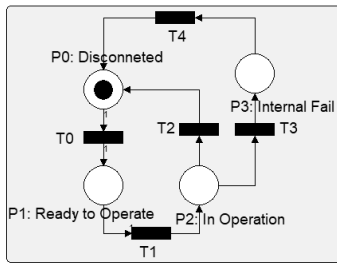 T4
P0: Disconneted
1
T0
1
T2
P3: Internal Fail
T3
P1: Ready to Operate
P2: In Operation
1
T1